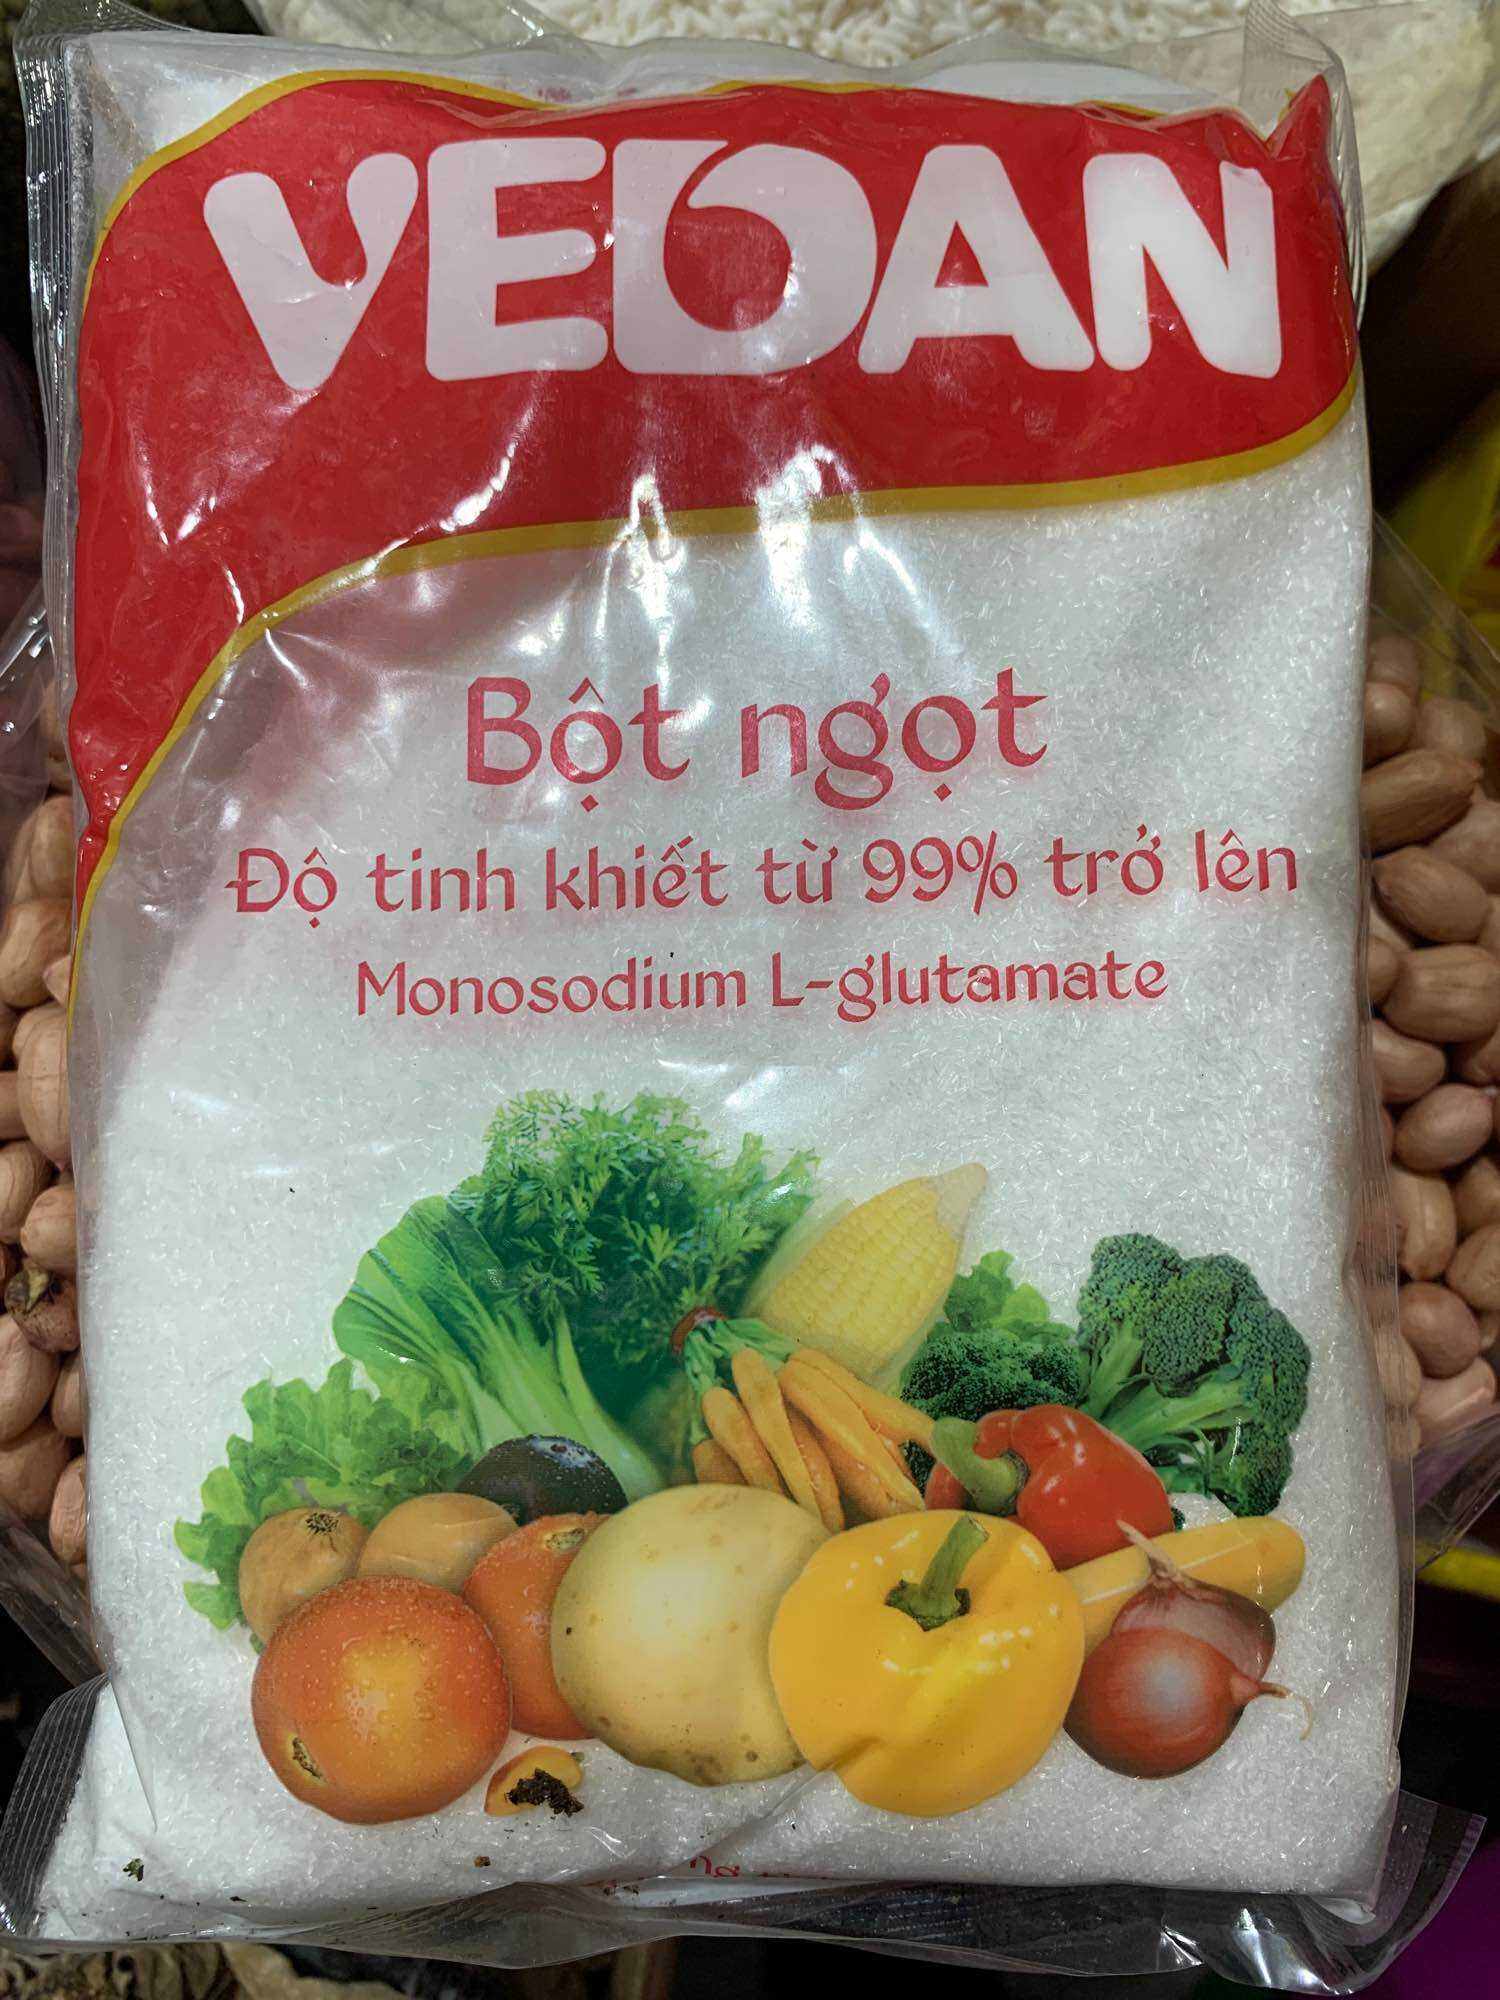 VEDAN
Bột ngọt
Độ tinh khiết từ 99% trở lên
Monosodium L-glutamate